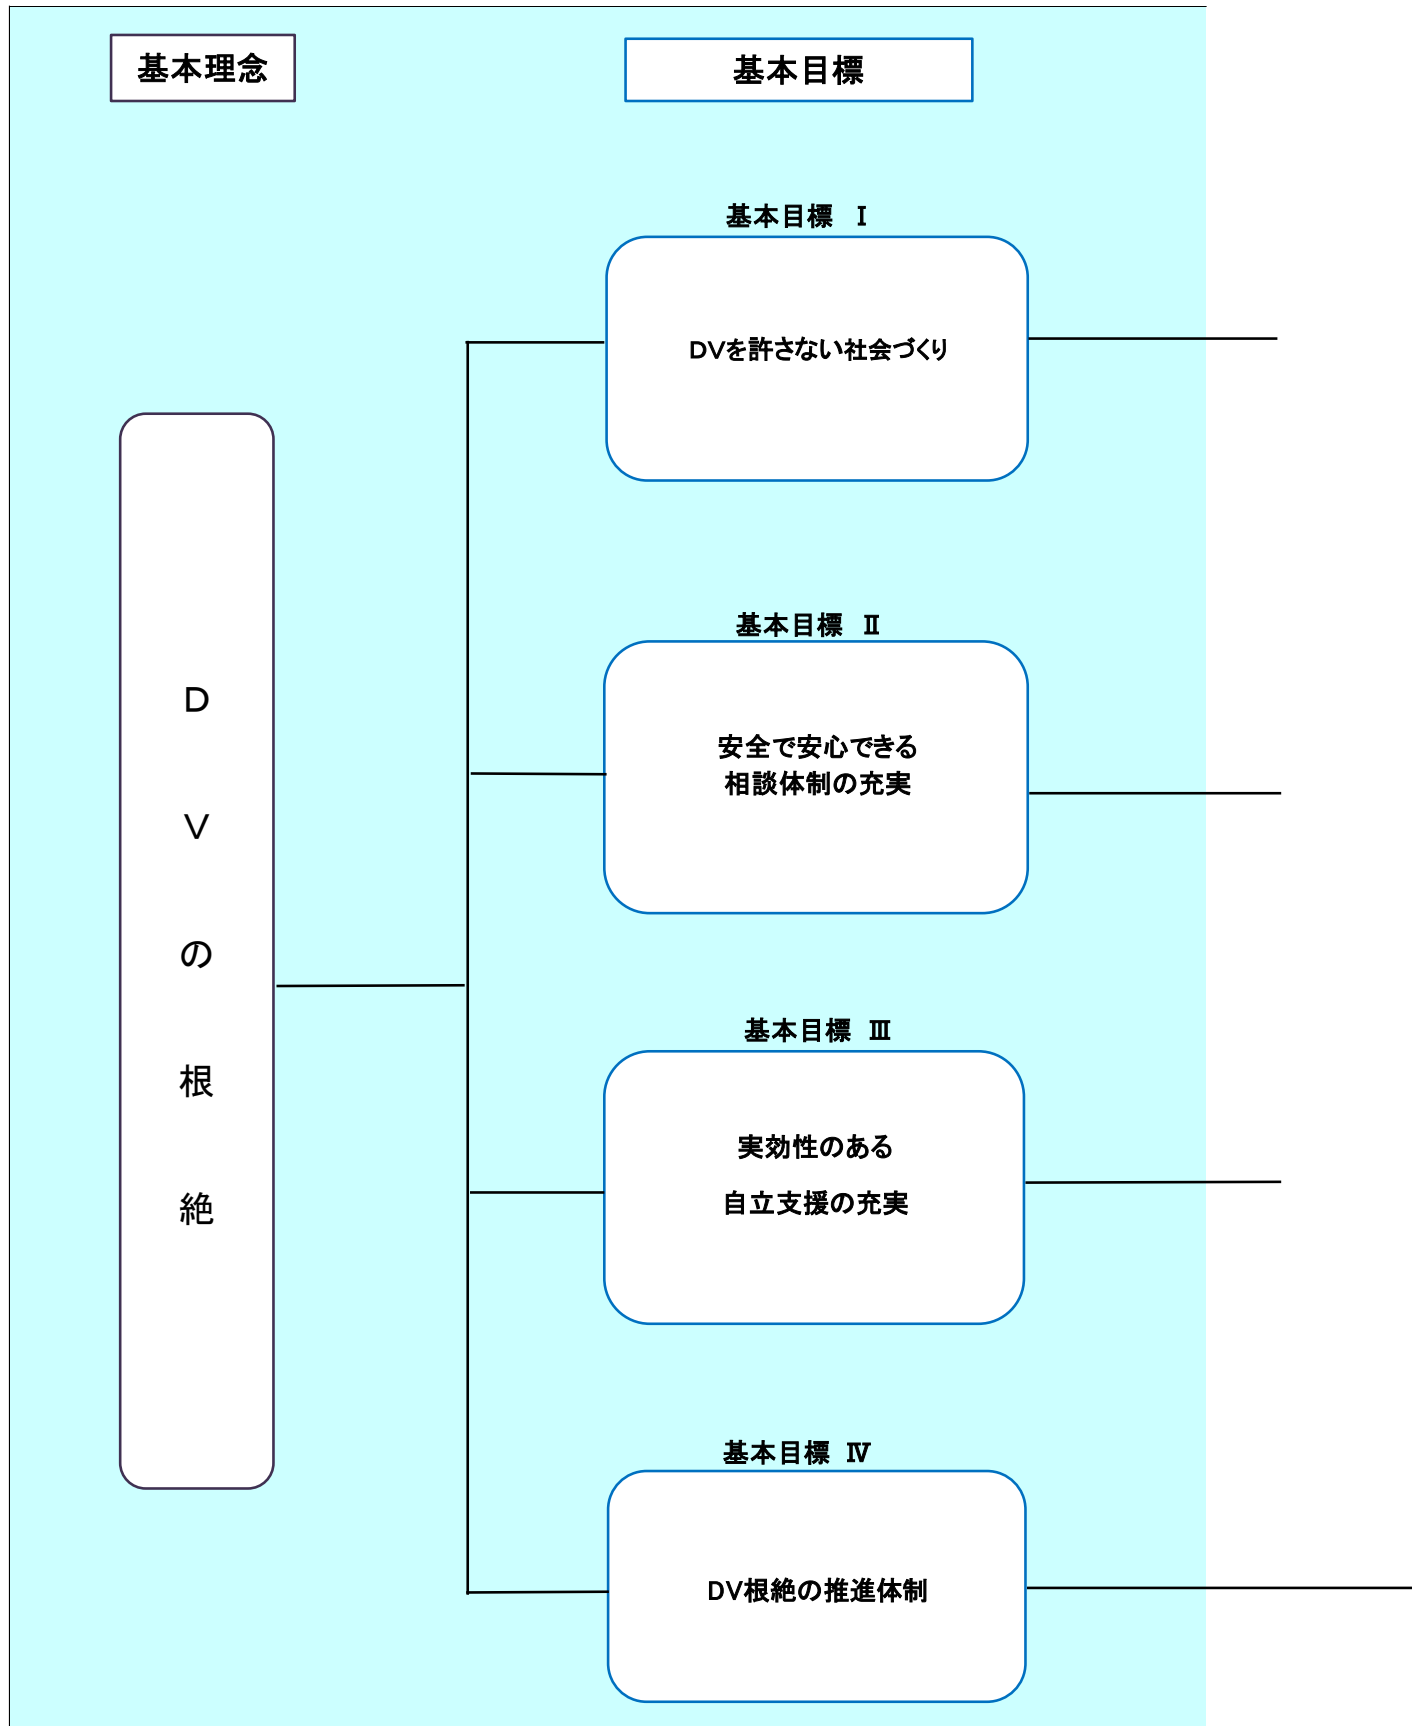 基本理念
基本目標
基本目標　Ⅰ
ＤＶを許さない社会づくり
基本目標　Ⅱ
安全で安心できる
相談体制の充実
ＤＶの根絶
基本目標　Ⅲ
実効性のある
自立支援の充実
基本目標　Ⅳ
DV根絶の推進体制